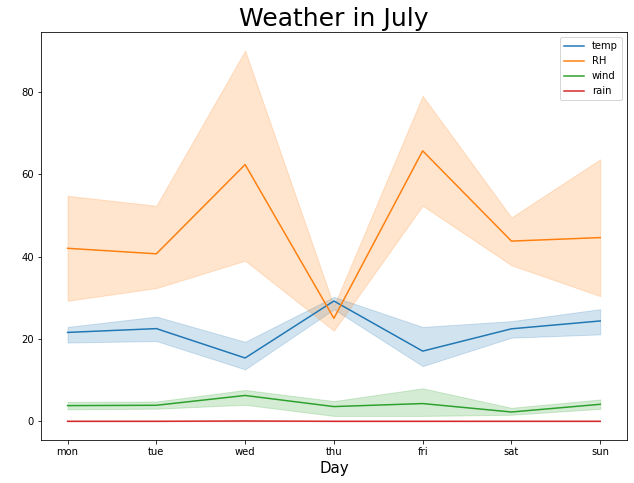 Weather in July
temp
RH
wind
rain
80
60
40
20
0
mon tue wed thu fri sat sun
Day